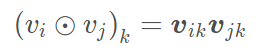 (v_i ⊙ v_j)_k = 𝒗_{ik}𝒗_{jk}